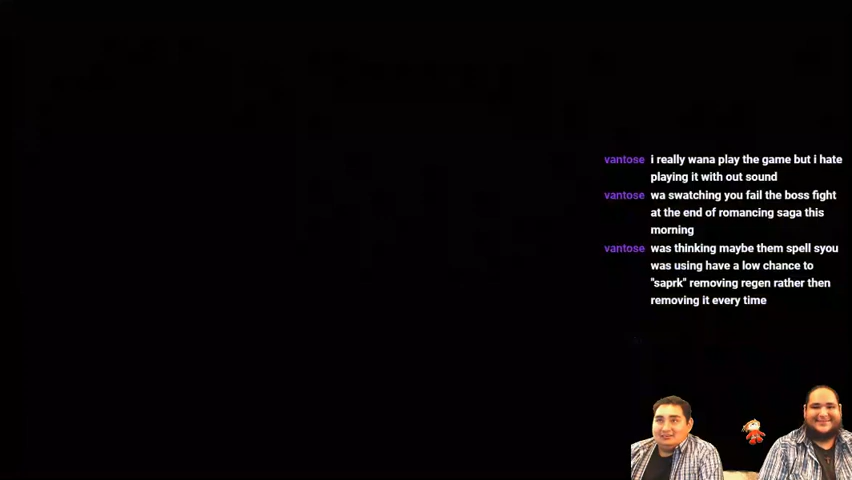 vantose i really wana play the game but i hate
playing it with out sound
vantose wa swatching you fail the boss fight
at the end of romancing saga this
morning
vantose was thinking maybe them spell syou
was using have a low chance to
"saprk" removing regen rather then
removing it every time